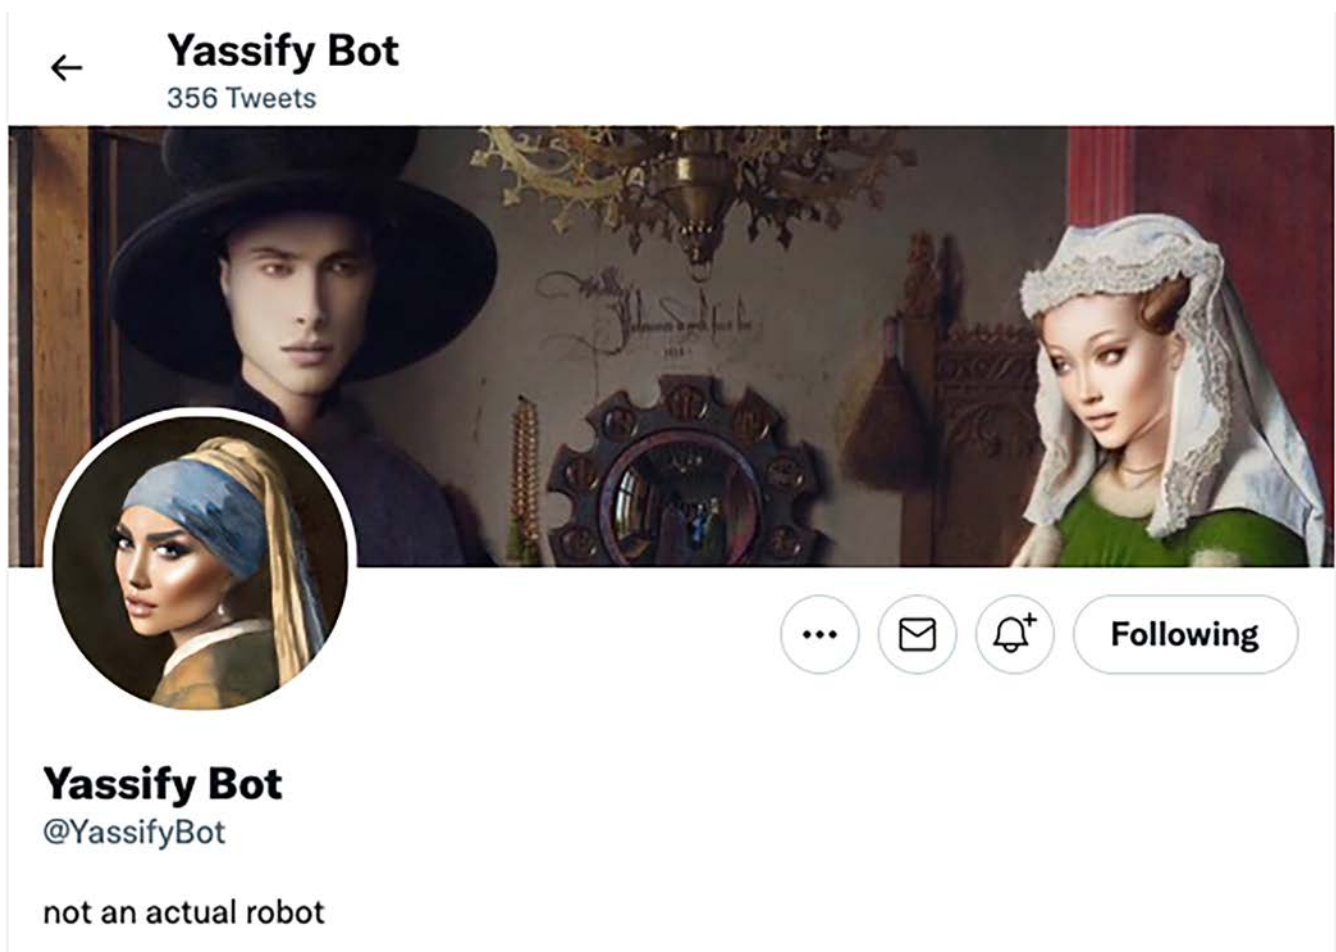 Yassify Bot
356 Tweets
Following
Yassify Bot
@YassifyBot
not an actual robot